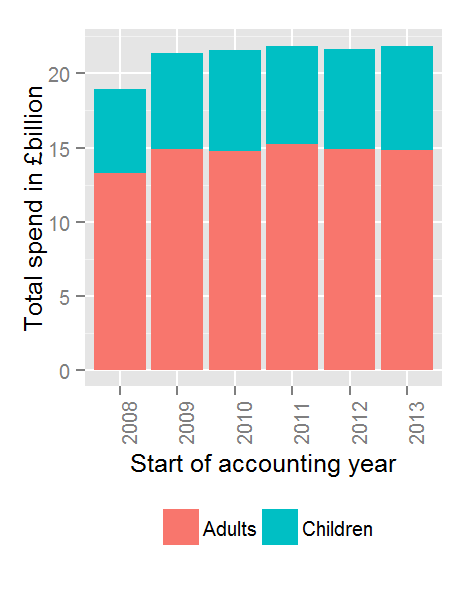 Total spend in £billion
20
15
10
5
0
2008
2009
2010
2011
2012
2013
Start of accounting year
Adults
Children